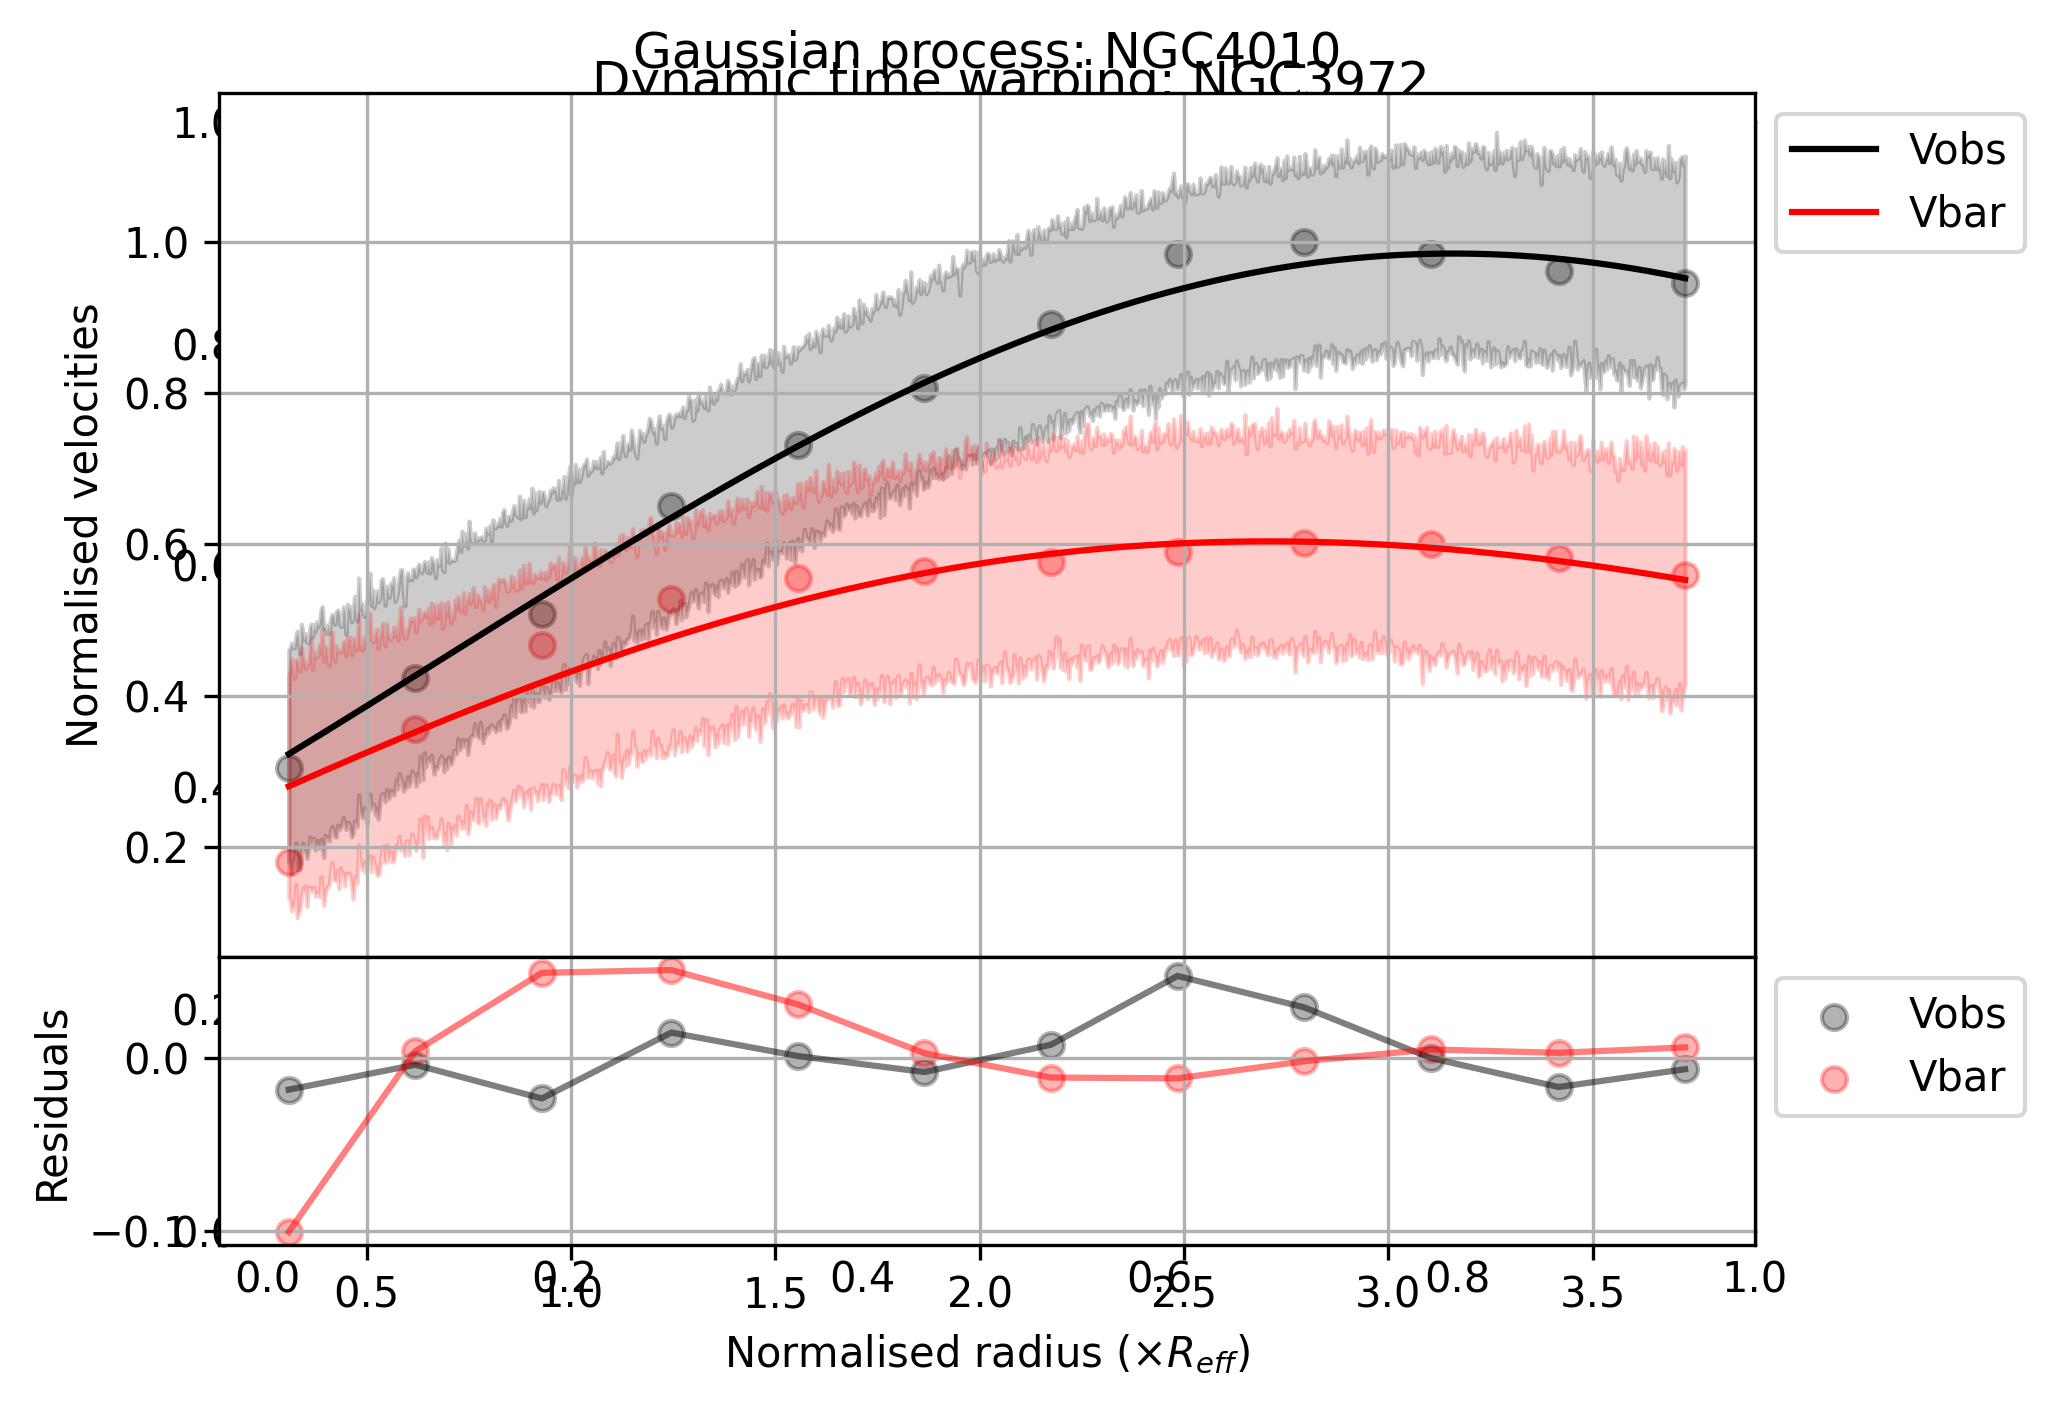 Gaussian process: NGC4010
Dynamic time warping: NGC3972
Vobs
Vbar
1.0
0.8
0.6
0.4
0.2
Normalised velocities
Vobs
Vbar
0.0
−0.1
Residuals
0.0 0.2 0.4 0.6 0.8 1.0
0.5 1.0 1.5 2.0 2.5 3.0 3.5
Normalised radius (×R_eff)